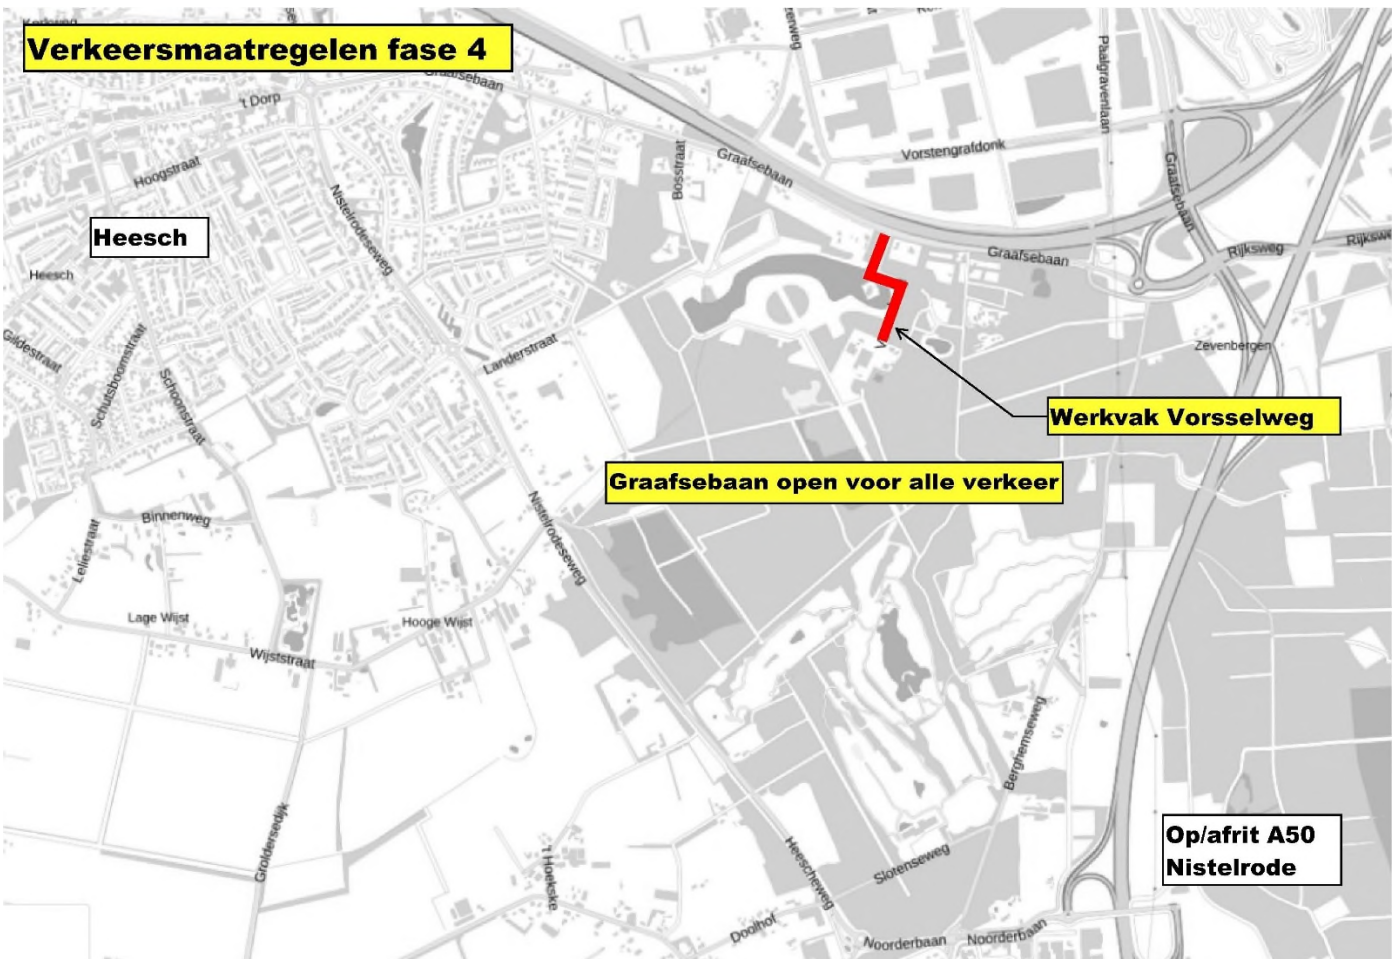 Kerkweg
Verkeersmaatregelen fase 4
Graafsebaan
't Dorp
Paalgravenlaan
Hoogstraat
Bosstraat
Graafsebaan
Vorstengrafdonk
Graafsebaan
Nistelrodeseweg
Heesch
Heesch
Graafsebaan
Rijksweg
Gildestraat
Schutsboomstraat
Schoonstraat
Landerstraat
Zevenbergen
Werkvak Vorsselweg
Graafsebaan open voor alle verkeer
Nistelrodeseweg
Binnenweg
Leliestraat
Lage Wijst
Hooge Wijst
Wijststraat
Berghemseweg
Groldersedijk
't Hoekske
Heescheweg
Slotenseweg
Op/afrit A50
Nistelrode
Doolhof
Noorderbaan
Noorderbaan